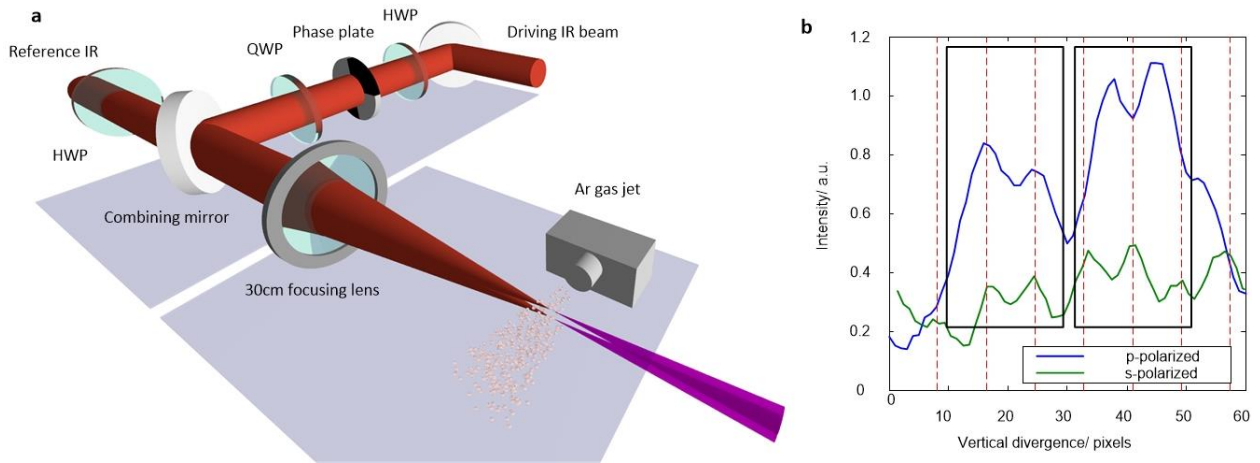 a
Reference IR
HWP
QWP
Phase plate
HWP
Driving IR beam
Combining mirror
30cm focusing lens
Ar gas jet
b
Intensity/ a.u.
1.2
1.0
0.8
0.6
0.4
0.2
0
0 10 20 30 40 50 60
Vertical divergence/ pixels
p-polarized
s-polarized